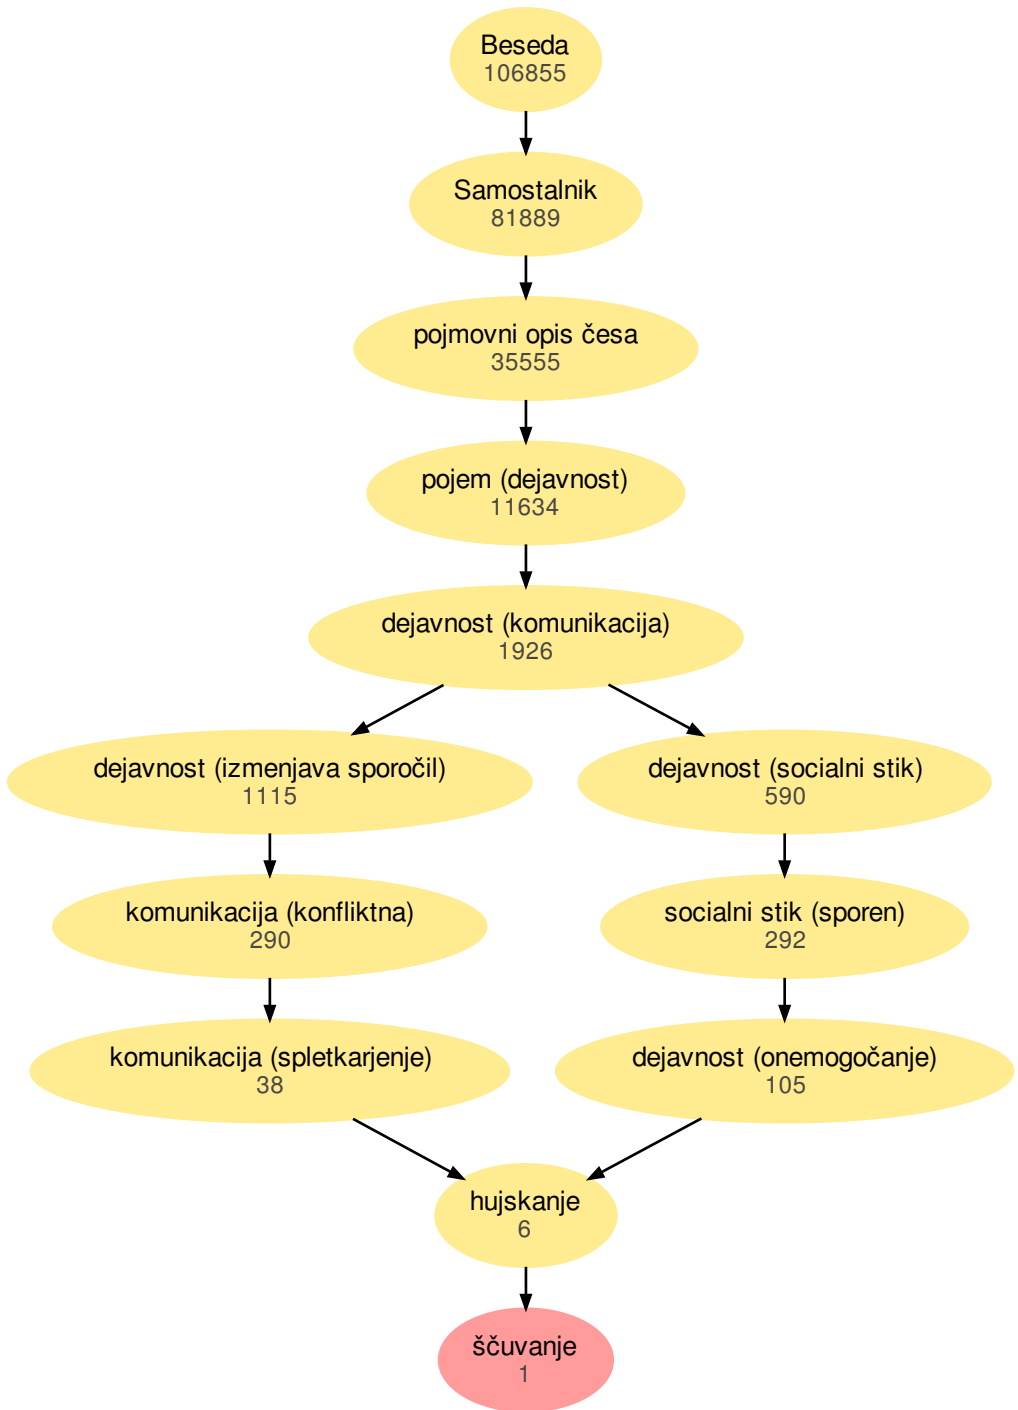 Beseda
106855
Samostalnik
81889
pojmovni opis česa
35555
pojem (dejavnost)
11634
dejavnost (komunikacija)
1926
dejavnost (izmenjava sporočil)
1115
dejavnost (socialni stik)
590
komunikacija (konfliktna)
290
socialni stik (sporen)
292
komunikacija (spletkarjenje)
38
dejavnost (onemogočanje)
105
hujskanje
6
ščuvanje
1